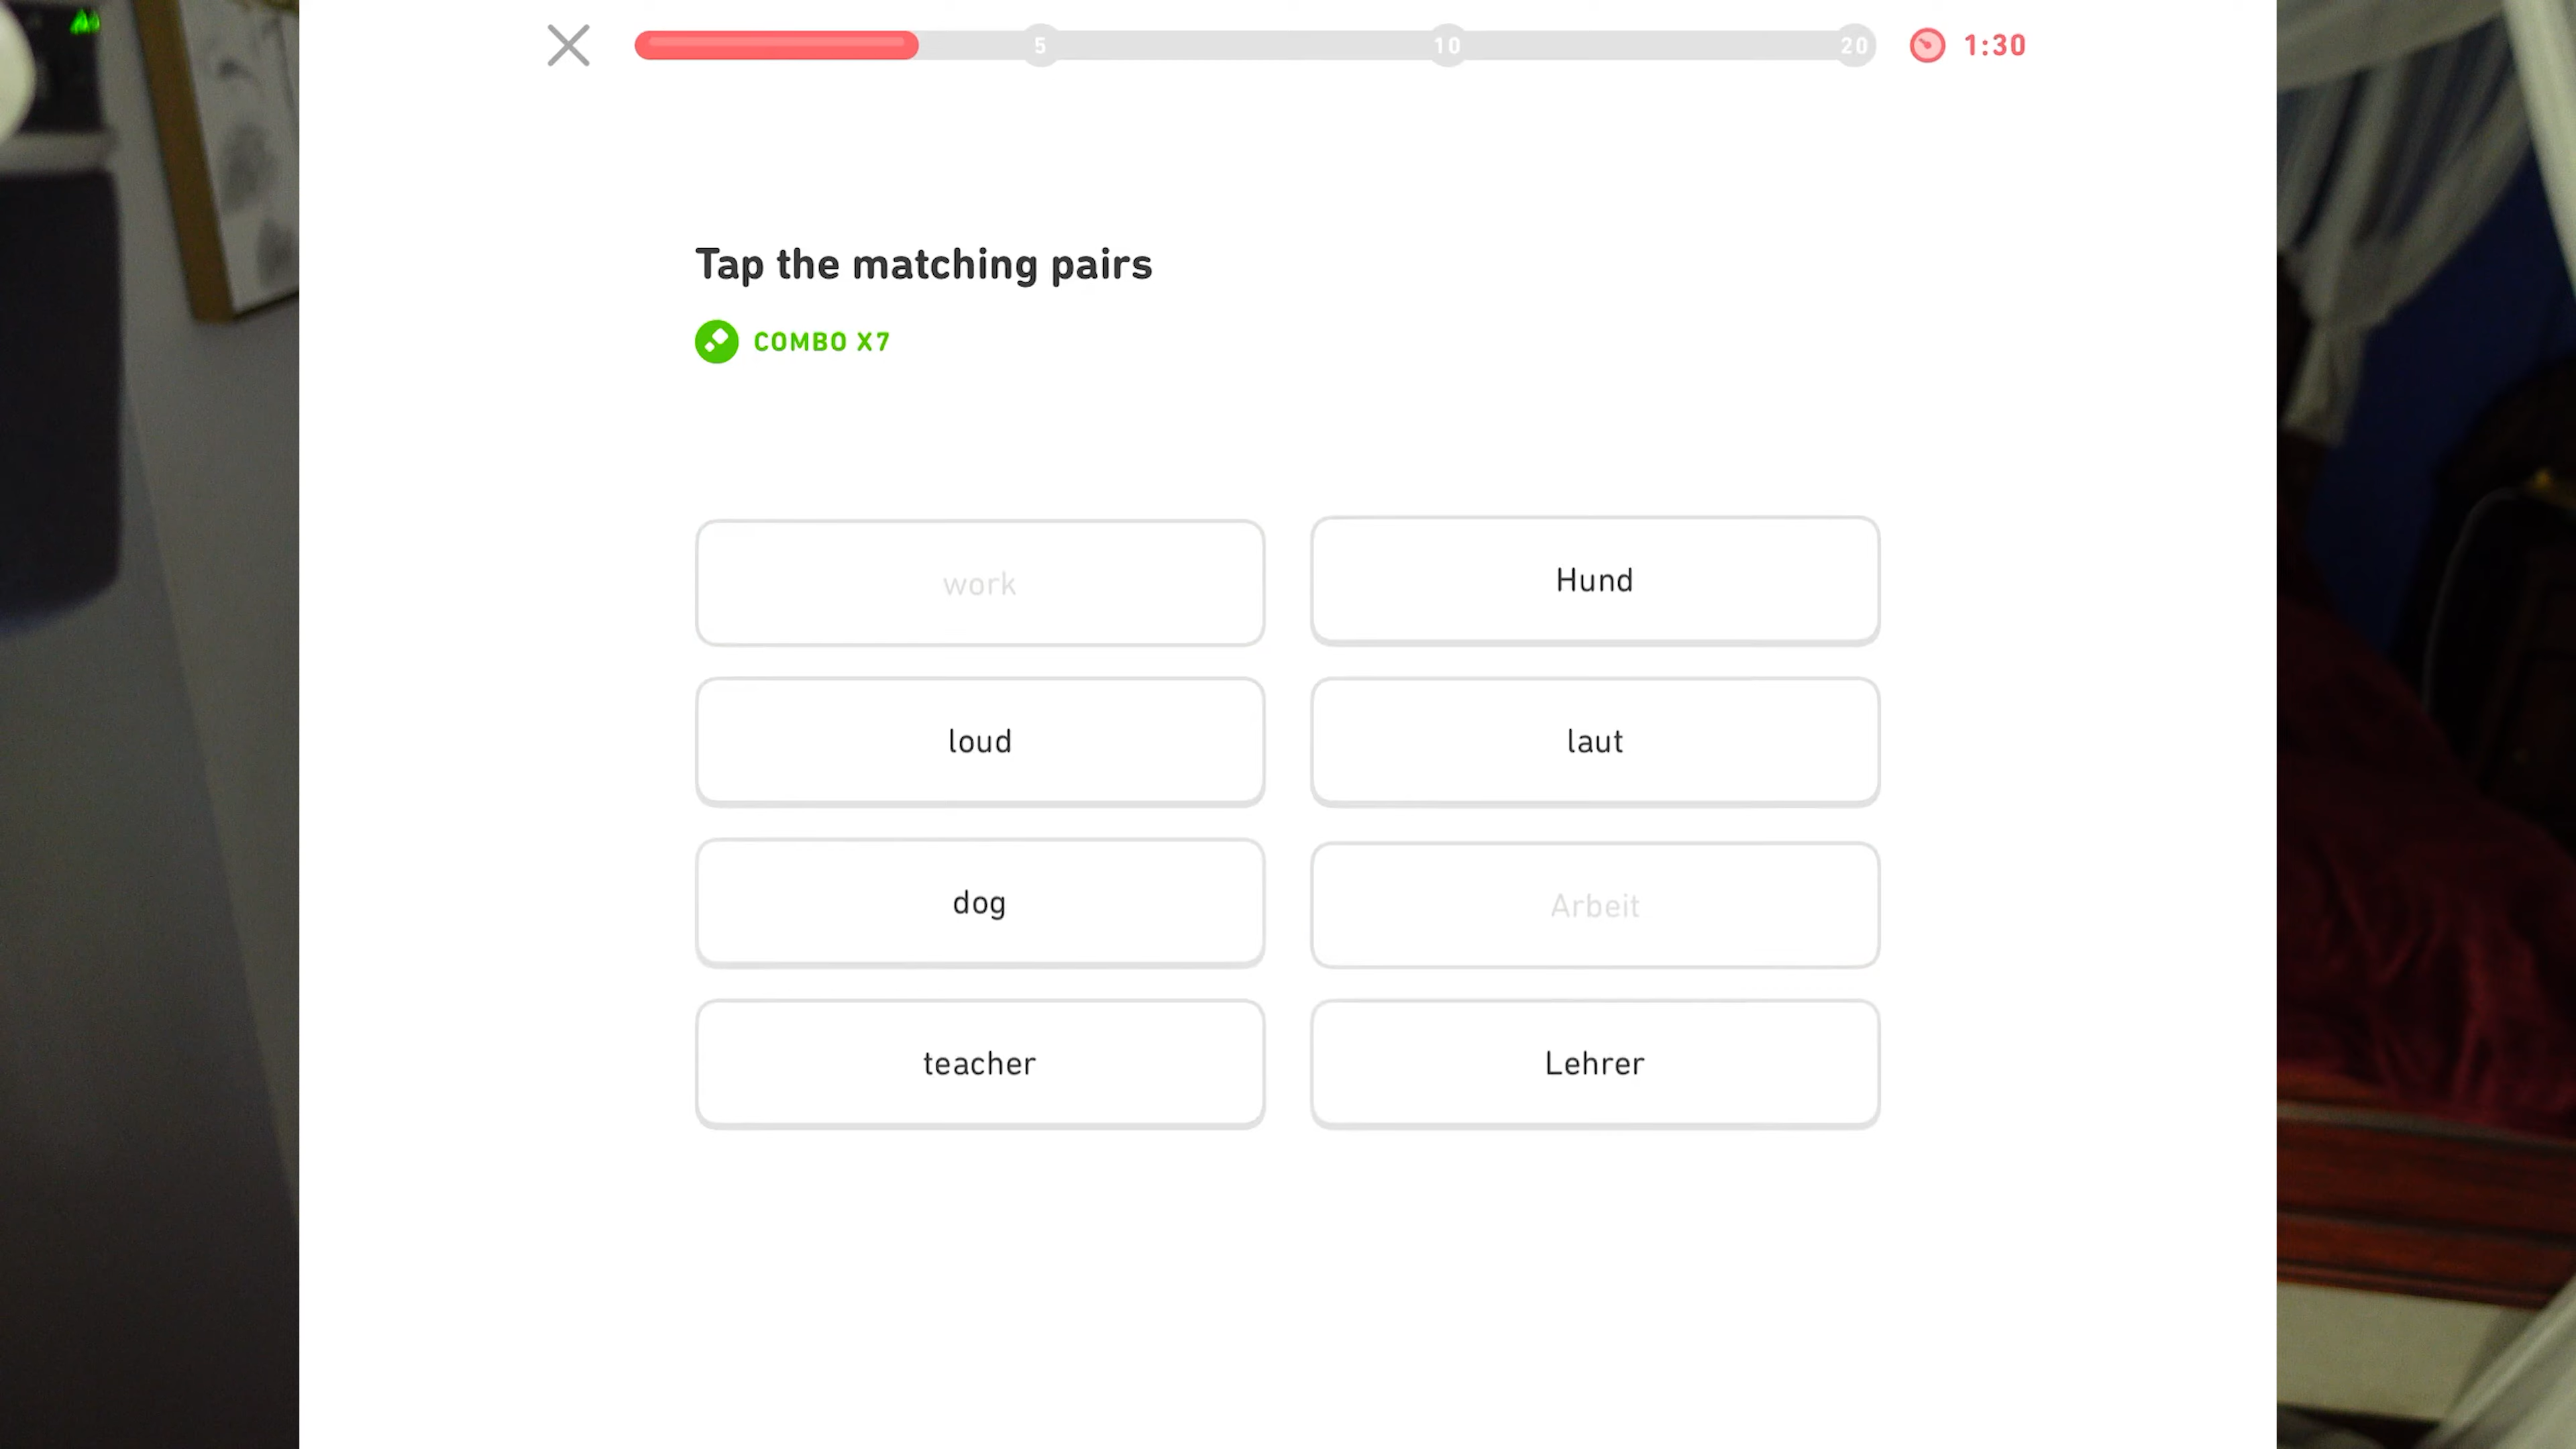 5 10 20 1:30
Tap the matching pairs
COMBO X7
work Hund
loud laut
dog Arbeit
teacher Lehrer